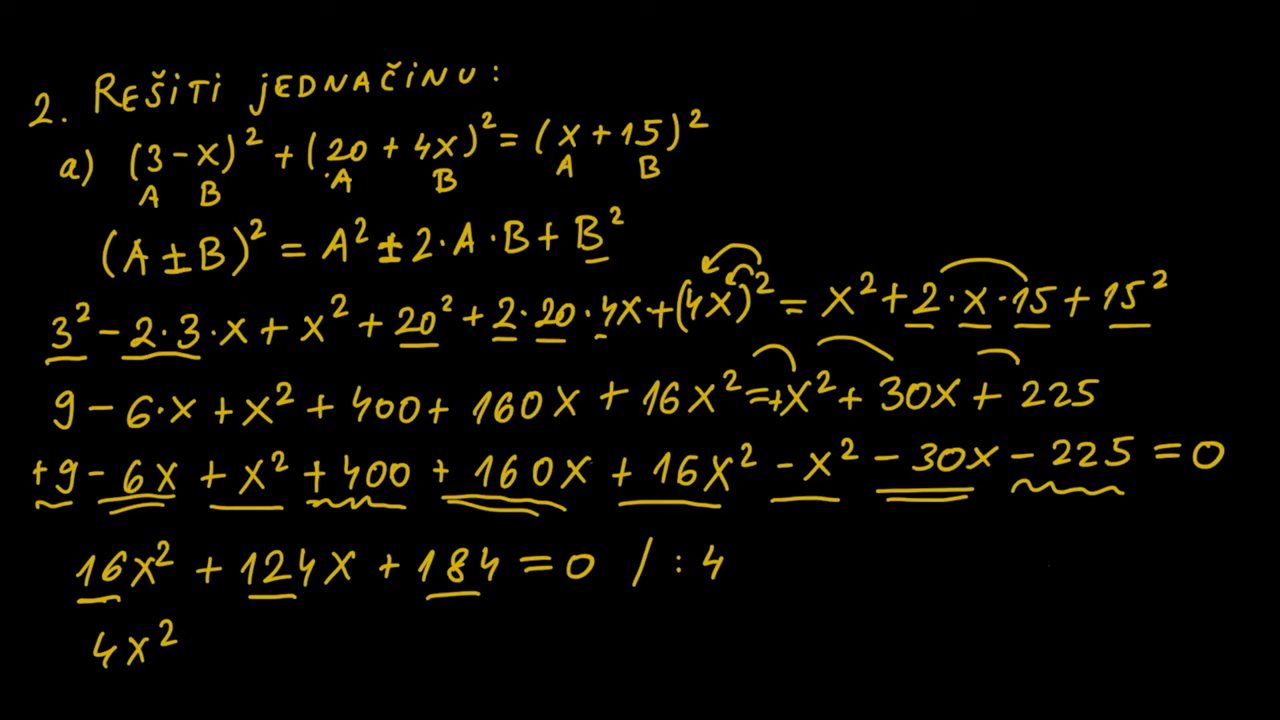 2. REŠITI JEDNAČINU:
a) (3 - x)² + (20 + 4x)² = (x + 15)²
A B A B A B
(A ± B)² = A² ± 2·A·B + B²
3² - 2·3·x + x² + 20² + 2·20·4x + (4x)² = x² + 2·x·15 + 15²
9 - 6·x + x² + 400 + 160x + 16x² = +x² + 30x + 225
+9 - 6x + x² + 400 + 160x + 16x² - x² - 30x - 225 = 0
16x² + 124x + 184 = 0 / : 4
4x²